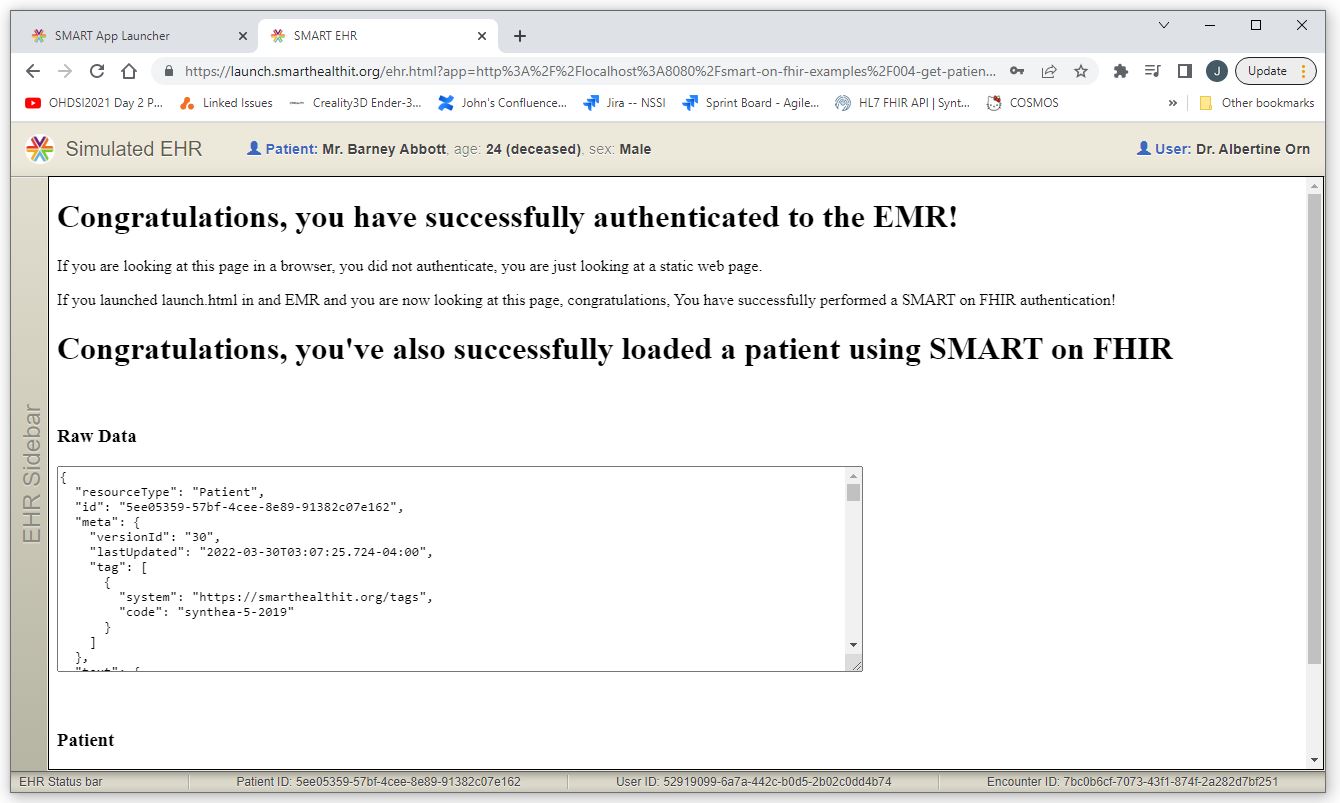 SMART App Launcher
SMART EHR
https://launch.smarthealthit.org/ehr.html?app=http%3A%2F%2Flocalhost%3A8080%2Fsmart-on-fhir-examples%2F004-get-patien...
J
Update
OHDSI2021 Day 2 P...
Linked Issues
Creality3D Ender-3...
John's Confluence...
Jira -- NSSI
Sprint Board - Agile...
HL7 FHIR API | Synt...
COSMOS
»
Other bookmarks
Simulated EHR
Patient: Mr. Barney Abbott, age: 24 (deceased), sex: Male
User: Dr. Albertine Orn
EHR Sidebar
Congratulations, you have successfully authenticated to the EMR!
If you are looking at this page in a browser, you did not authenticate, you are just looking at a static web page.
If you launched launch.html in and EMR and you are now looking at this page, congratulations, You have successfully performed a SMART on FHIR authentication!
Congratulations, you've also successfully loaded a patient using SMART on FHIR
Raw Data
{
"resourceType": "Patient",
"id": "5ee05359-57bf-4cee-8e89-91382c07e162",
"meta": {
"versionId": "30",
"lastUpdated": "2022-03-30T03:07:25.724-04:00",
"tag": [
{
"system": "https://smarthealthit.org/tags",
"code": "synthea-5-2019"
}
]
},
"text": {
Patient
EHR Status bar
Patient ID: 5ee05359-57bf-4cee-8e89-91382c07e162
User ID: 52919099-6a7a-442c-b0d5-2b02c0dd4b74
Encounter ID: 7bc0b6cf-7073-43f1-874f-2a282d7bf251